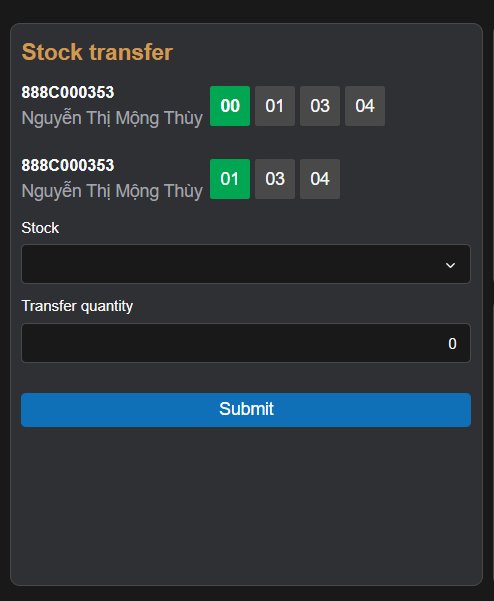 Stock transfer
888C000353
Nguyễn Thị Mộng Thùy 00 01 03 04
888C000353
Nguyễn Thị Mộng Thùy 01 03 04
Stock
Transfer quantity
0
Submit